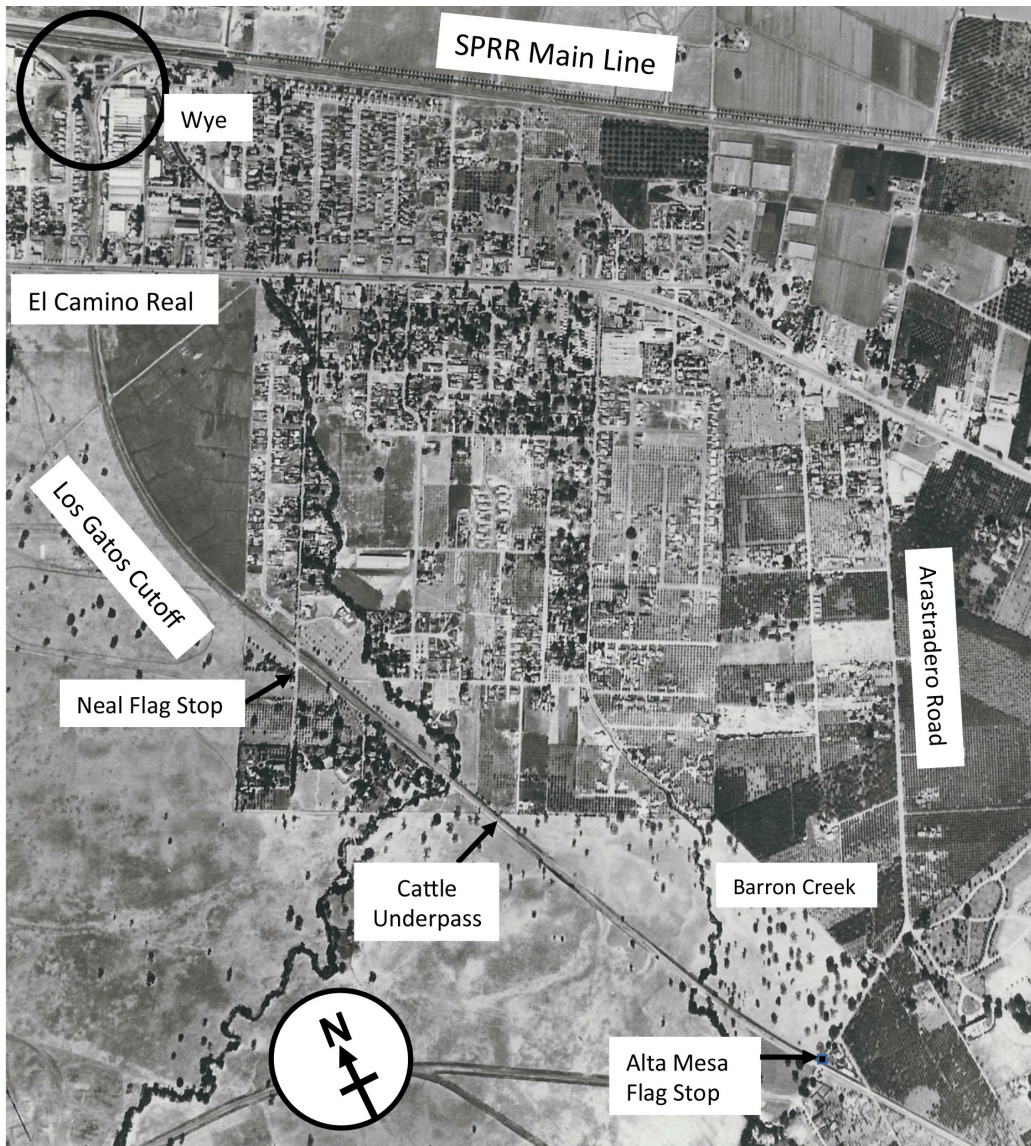 SPRR Main Line
Wye
El Camino Real
Los Gatos Cutoff
Arastradero Road
Neal Flag Stop
Cattle
Underpass
Barron Creek
N
Alta Mesa
Flag Stop